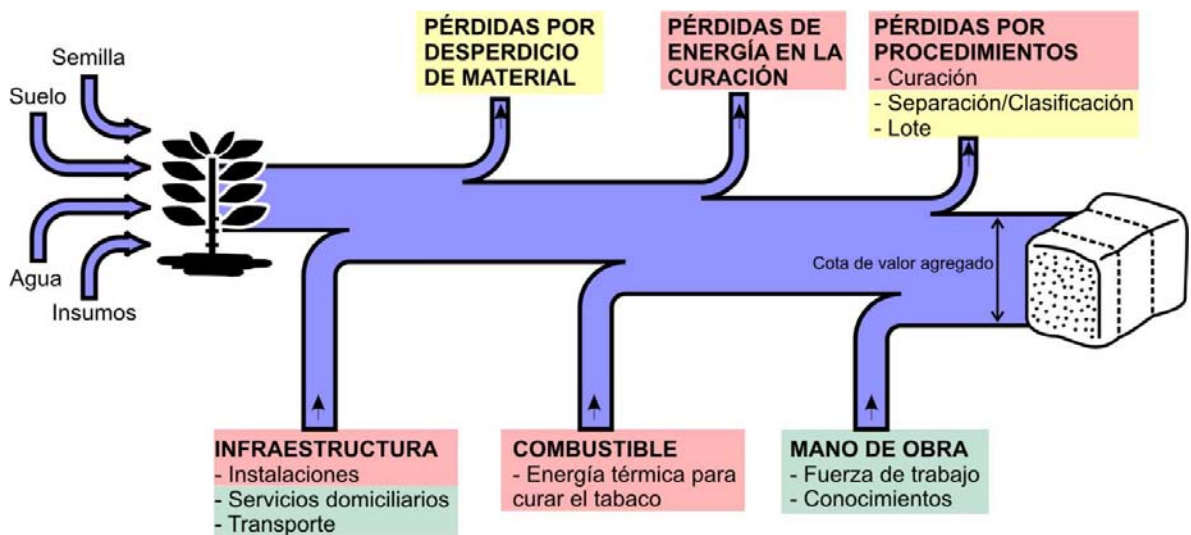 Semilla
Suelo
Agua
Insumos
PÉRDIDAS POR
DESPERDICIO
DE MATERIAL
PÉRDIDAS DE
ENERGÍA EN LA
CURACIÓN
PÉRDIDAS POR
PROCEDIMIENTOS
- Curación
- Separación/Clasificación
- Lote
Cota de valor agregado
INFRAESTRUCTURA
- Instalaciones
- Servicios domiciliarios
- Transporte
COMBUSTIBLE
- Energía térmica para
curar el tabaco
MANO DE OBRA
- Fuerza de trabajo
- Conocimientos